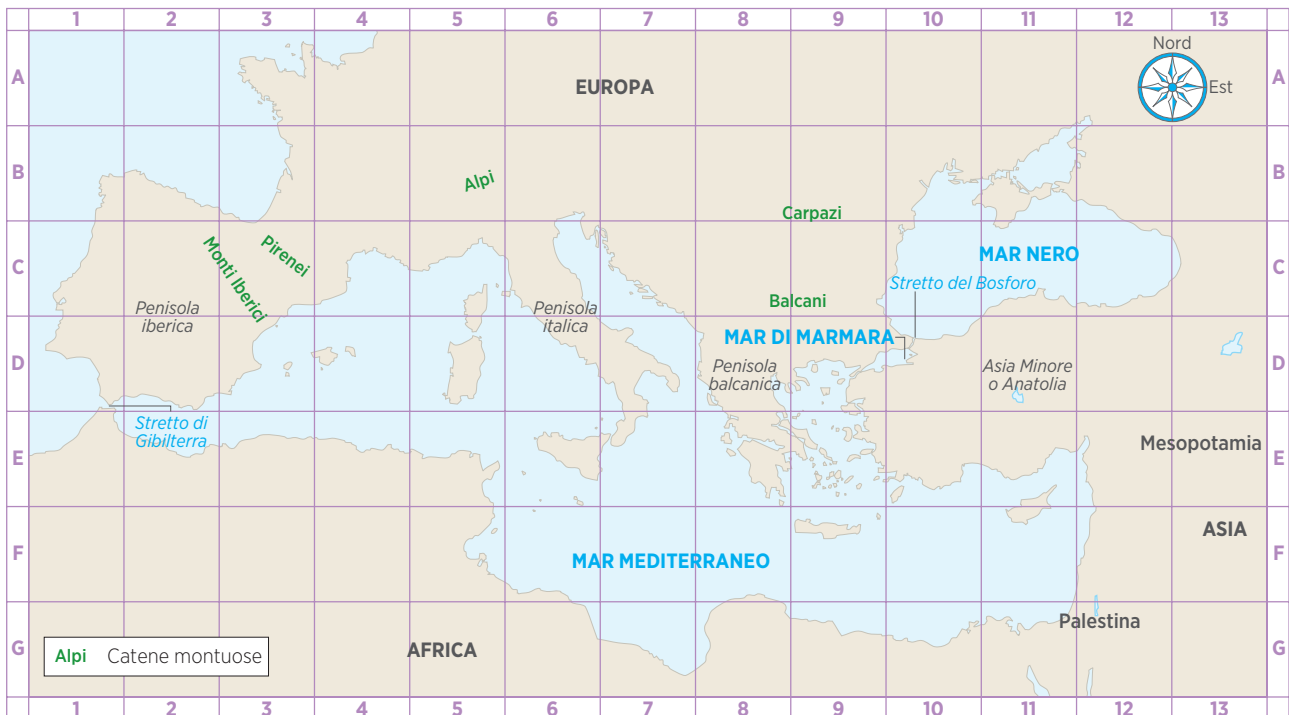 1 2 3 4 5 6 7 8 9 10 11 12 13
Nord
A EUROPA Est A
B Alpi B
Carpazi
C Monti Iberici Pirenei MAR NERO C
Stretto del Bosforo
Penisola
iberica
Penisola
italica
Balcani
MAR DI MARMARA
D D
Penisola
balcanica
Asia Minore
o Anatolia
Stretto di
Gibilterra
E Mesopotamia E
ASIA
F MAR MEDITERRANEO F
Palestina
G AFRICA G
Alpi Catene montuose
1 2 3 4 5 6 7 8 9 10 11 12 13